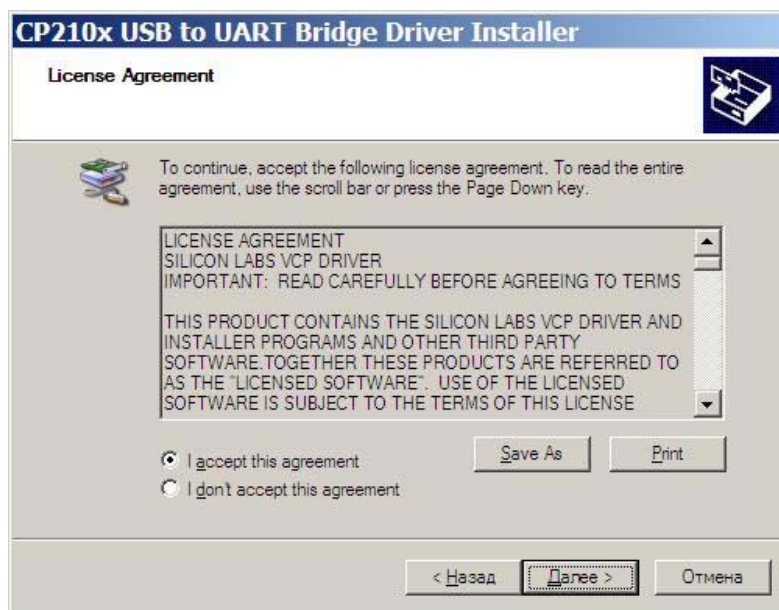 CP210x USB to UART Bridge Driver Installer
License Agreement
To continue, accept the following license agreement. To read the entire
agreement, use the scroll bar or press the Page Down key.
LICENSE AGREEMENT
SILICON LABS VCP DRIVER
IMPORTANT:  READ CAREFULLY BEFORE AGREEING TO TERMS
THIS PRODUCT CONTAINS THE SILICON LABS VCP DRIVER AND
INSTALLER PROGRAMS AND OTHER THIRD PARTY
SOFTWARE.TOGETHER THESE PRODUCTS ARE REFERRED TO
AS THE "LICENSED SOFTWARE".  USE OF THE LICENSED
SOFTWARE IS SUBJECT TO THE TERMS OF THIS LICENSE
I accept this agreement
I don't accept this agreement
Save As
Print
< Назад
Далее >
Отмена